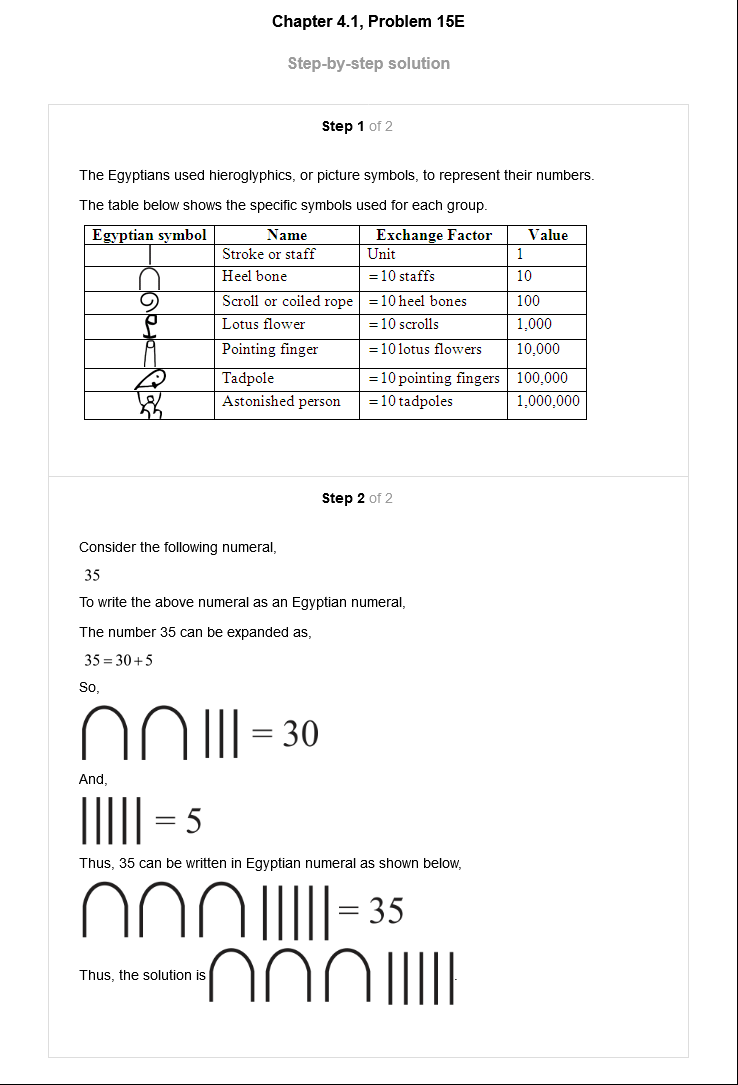 Chapter 4.1, Problem 15E
Step-by-step solution
Step 1 of 2
The Egyptians used hieroglyphics, or picture symbols, to represent their numbers.
The table below shows the specific symbols used for each group.
Egyptian symbol Name Exchange Factor Value
| Stroke or staff Unit 1
∩ Heel bone = 10 staffs 10
Scroll or coiled rope = 10 heel bones 100
Lotus flower = 10 scrolls 1,000
Pointing finger = 10 lotus flowers 10,000
Tadpole = 10 pointing fingers 100,000
Astonished person = 10 tadpoles 1,000,000
Step 2 of 2
Consider the following numeral,
35
To write the above numeral as an Egyptian numeral,
The number 35 can be expanded as,
35 = 30 + 5
So,
∩ ∩ ||| = 30
And,
||||| = 5
Thus, 35 can be written in Egyptian numeral as shown below,
∩ ∩ ∩ ||||| = 35
Thus, the solution is ∩ ∩ ∩ |||||.